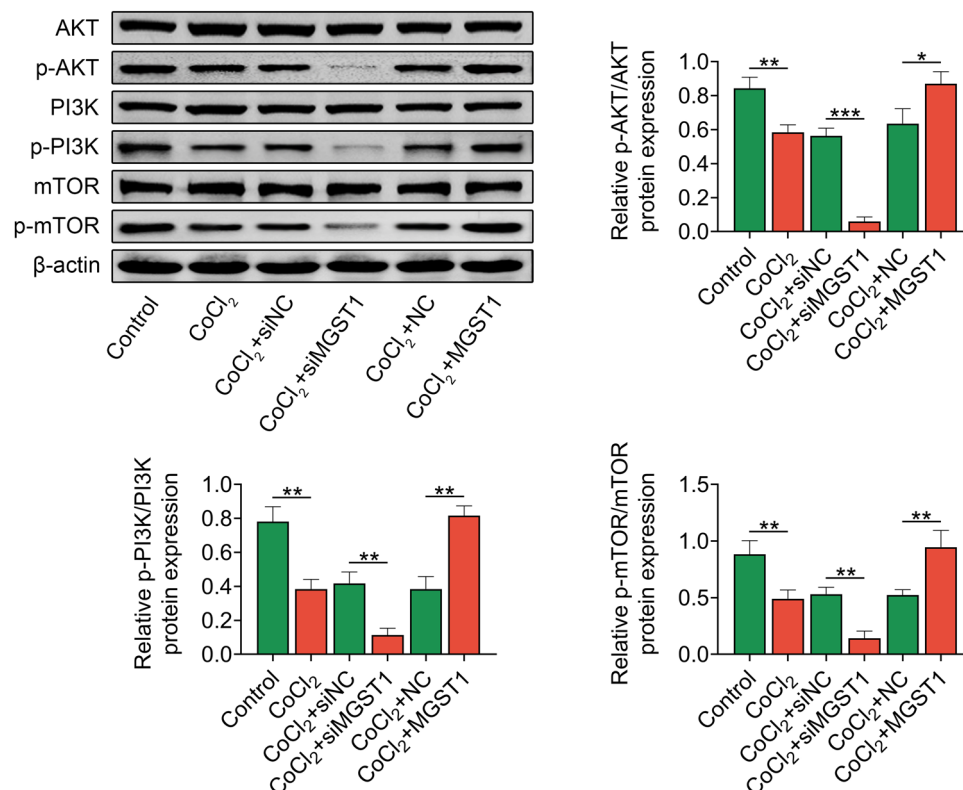 AKT
p-AKT
PI3K
p-PI3K
mTOR
p-mTOR
β-actin
Control
CoCl₂
CoCl₂+siNC
CoCl₂+siMGST1
CoCl₂+NC
CoCl₂+MGST1
Relative p-AKT/AKT
protein expression
1.0
0.8
0.6
0.4
0.2
0.0
**
***
*
Control
CoCl₂
CoCl₂+siNC
CoCl₂+siMGST1
CoCl₂+NC
CoCl₂+MGST1
Relative p-PI3K/PI3K
protein expression
1.0
0.8
0.6
0.4
0.2
0.0
**
**
**
Control
CoCl₂
CoCl₂+siNC
CoCl₂+siMGST1
CoCl₂+NC
CoCl₂+MGST1
Relative p-mTOR/mTOR
protein expression
1.5
1.0
0.5
0.0
**
**
**
Control
CoCl₂
CoCl₂+siNC
CoCl₂+siMGST1
CoCl₂+NC
CoCl₂+MGST1